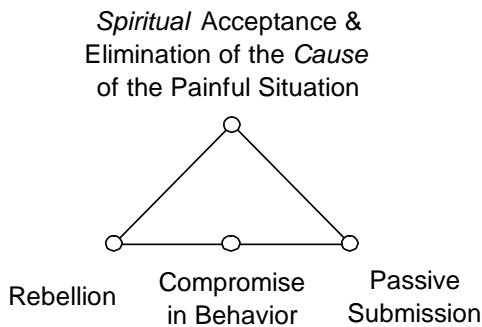 Spiritual Acceptance &
Elimination of the Cause
of the Painful Situation
Rebellion
Compromise
in Behavior
Passive
Submission